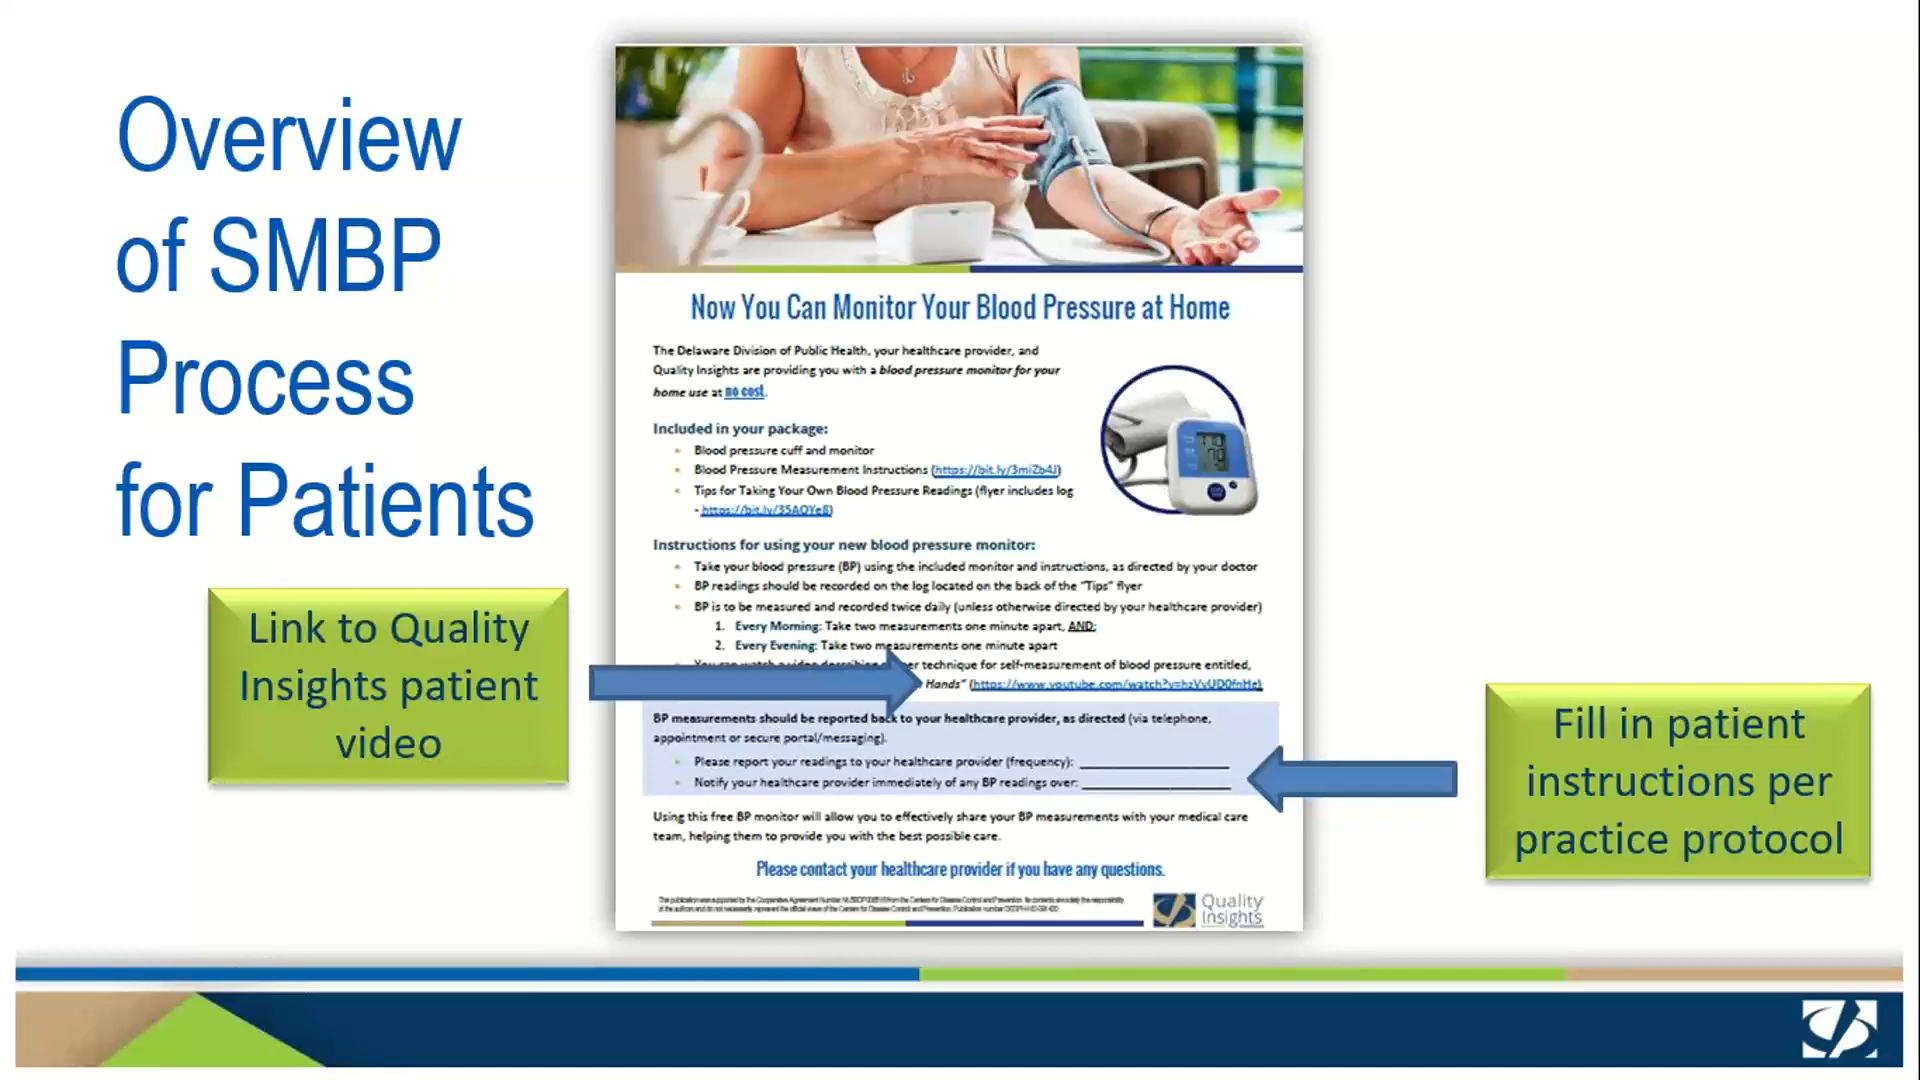 Overview
of SMBP
Process
for Patients
Link to Quality
Insights patient
video
Now You Can Monitor Your Blood Pressure at Home
The Delaware Division of Public Health, your healthcare provider, and
Quality Insights are providing you with a blood pressure monitor for your
home use at no cost.
Included in your package:
Blood pressure cuff and monitor
Blood Pressure Measurement Instructions (https://bit.ly/3miZb4J)
Tips for Taking Your Own Blood Pressure Readings (flyer includes log
- https://bit.ly/35AQYe8)
Instructions for using your new blood pressure monitor:
Take your blood pressure (BP) using the included monitor and instructions, as directed by your doctor
BP readings should be recorded on the log located on the back of the "Tips" flyer
BP is to be measured and recorded twice daily (unless otherwise directed by your healthcare provider)
1. Every Morning: Take two measurements one minute apart, AND;
2. Every Evening: Take two measurements one minute apart
You can watch a video describing technique for self-measurement of blood pressure entitled,
Hands" (
BP measurements should be reported back to your healthcare provider, as directed (via telephone,
appointment or secure portal/messaging).
Please report your readings to your healthcare provider (frequency):
Notify your healthcare provider immediately of any BP readings over:
Using this free BP monitor will allow you to effectively share your BP measurements with your medical care
team, helping them to provide you with the best possible care.
Please contact your healthcare provider if you have any questions.
Quality
Insights
Fill in patient
instructions per
practice protocol